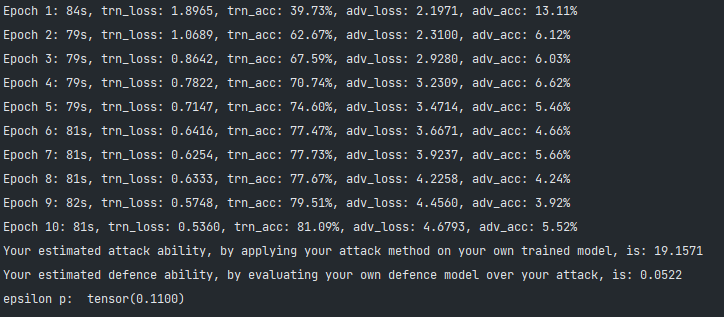 Epoch 1: 84s, trn_loss: 1.8965, trn_acc: 39.73%, adv_loss: 2.1971, adv_acc: 13.11%
Epoch 2: 79s, trn_loss: 1.0689, trn_acc: 62.67%, adv_loss: 2.3100, adv_acc: 6.12%
Epoch 3: 79s, trn_loss: 0.8642, trn_acc: 67.59%, adv_loss: 2.9280, adv_acc: 6.03%
Epoch 4: 79s, trn_loss: 0.7822, trn_acc: 70.74%, adv_loss: 3.2309, adv_acc: 6.62%
Epoch 5: 79s, trn_loss: 0.7147, trn_acc: 74.60%, adv_loss: 3.4714, adv_acc: 5.46%
Epoch 6: 81s, trn_loss: 0.6416, trn_acc: 77.47%, adv_loss: 3.6671, adv_acc: 4.66%
Epoch 7: 81s, trn_loss: 0.6254, trn_acc: 77.73%, adv_loss: 3.9237, adv_acc: 5.66%
Epoch 8: 81s, trn_loss: 0.6333, trn_acc: 77.67%, adv_loss: 4.2258, adv_acc: 4.24%
Epoch 9: 82s, trn_loss: 0.5748, trn_acc: 79.51%, adv_loss: 4.4560, adv_acc: 3.92%
Epoch 10: 81s, trn_loss: 0.5360, trn_acc: 81.09%, adv_loss: 4.6793, adv_acc: 5.52%
Your estimated attack ability, by applying your attack method on your own trained model, is: 19.1571
Your estimated defence ability, by evaluating your own defence model over your attack, is: 0.0522
epsilon p:  tensor(0.1100)